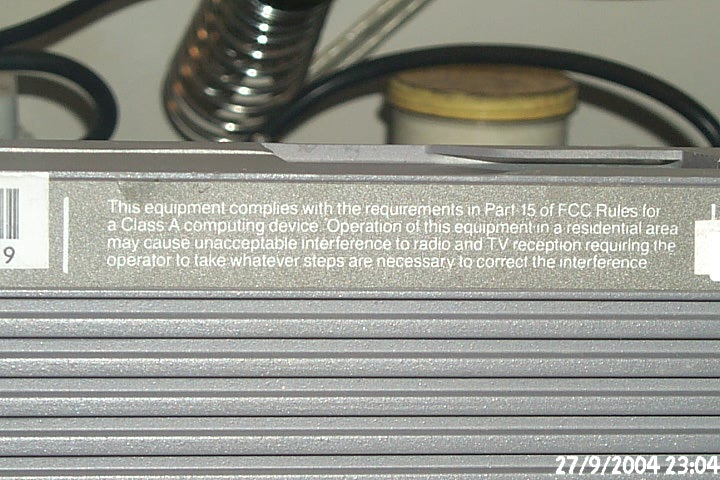 This equipment complies with the requirements in Part 15 of FCC Rules for
a Class A computing device. Operation of this equipment in a residential area
may cause unacceptable interference to radio and TV reception requiring the
operator to take whatever steps are necessary to correct the interference
9
27/9/2004 23:04